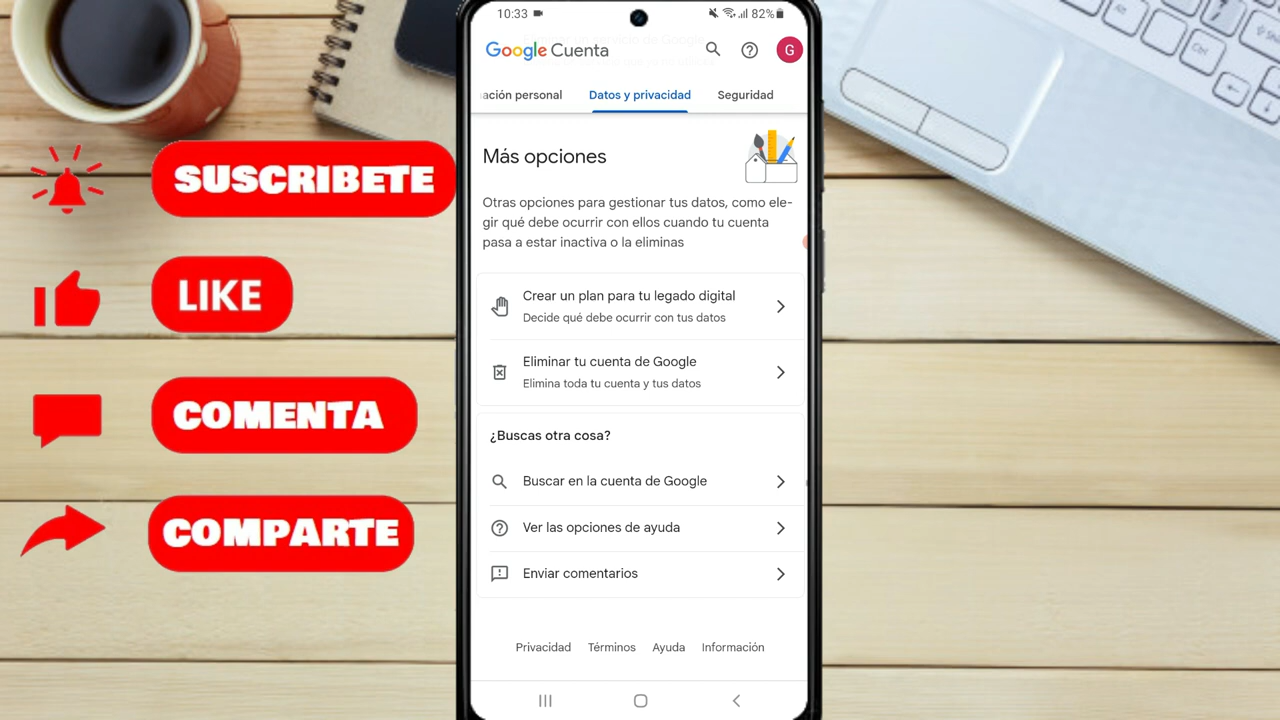 10:33
82%
Google Cuenta
G
ación personal
Datos y privacidad
Seguridad
Más opciones
Otras opciones para gestionar tus datos, como ele-
gir qué debe ocurrir con ellos cuando tu cuenta
pasa a estar inactiva o la eliminas
Crear un plan para tu legado digital
Decide qué debe ocurrir con tus datos
Eliminar tu cuenta de Google
Elimina toda tu cuenta y tus datos
¿Buscas otra cosa?
Buscar en la cuenta de Google
Ver las opciones de ayuda
Enviar comentarios
Privacidad Términos Ayuda Información
SUSCRIBETE
LIKE
COMENTA
COMPARTE
Ctrl